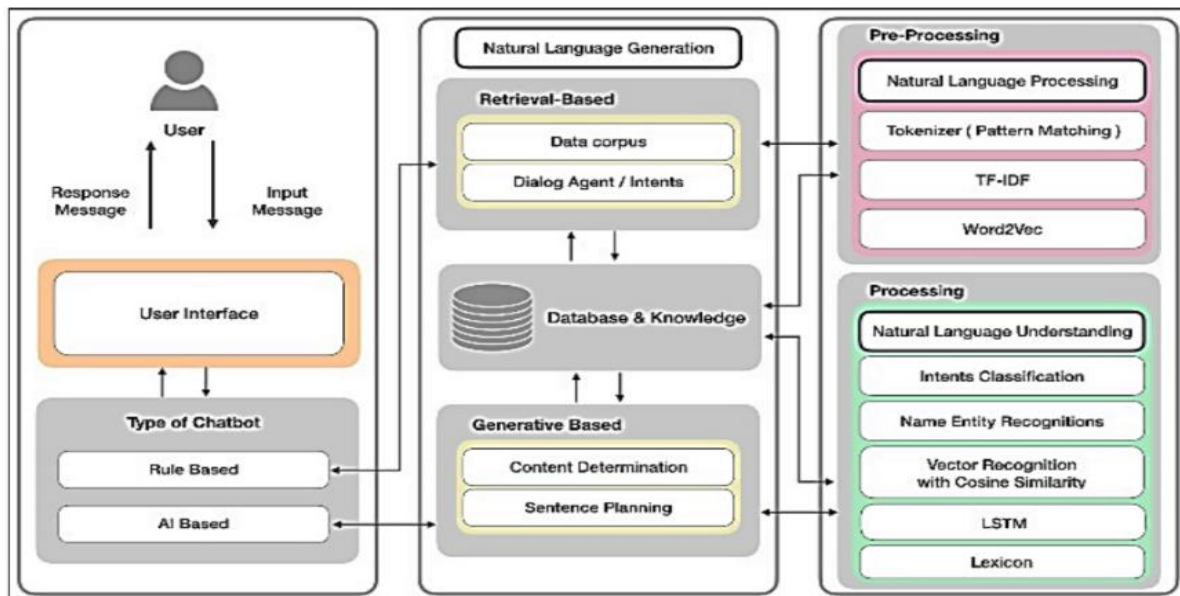 User
Response
Message
Input
Message
User Interface
Type of Chatbot
Rule Based
AI Based
Natural Language Generation
Retrieval-Based
Data corpus
Dialog Agent / Intents
Database & Knowledge
Generative Based
Content Determination
Sentence Planning
Pre-Processing
Natural Language Processing
Tokenizer ( Pattern Matching )
TF-IDF
Word2Vec
Processing
Natural Language Understanding
Intents Classification
Name Entity Recognitions
Vector Recognition
with Cosine Similarity
LSTM
Lexicon